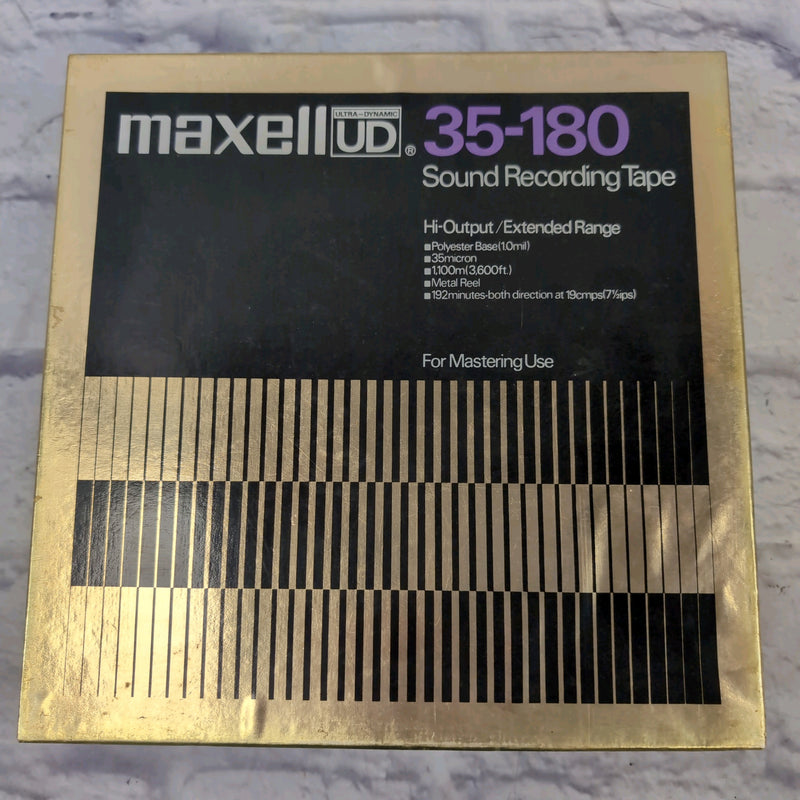 maxell ULTRA-DYNAMIC UD® 35-180
Sound Recording Tape
Hi-Output/Extended Range
■Polyester Base(1.0mil)
■35micron
■1,100m(3,600ft.)
■Metal Reel
■192minutes-both direction at 19cmps(7½ips)
For Mastering Use